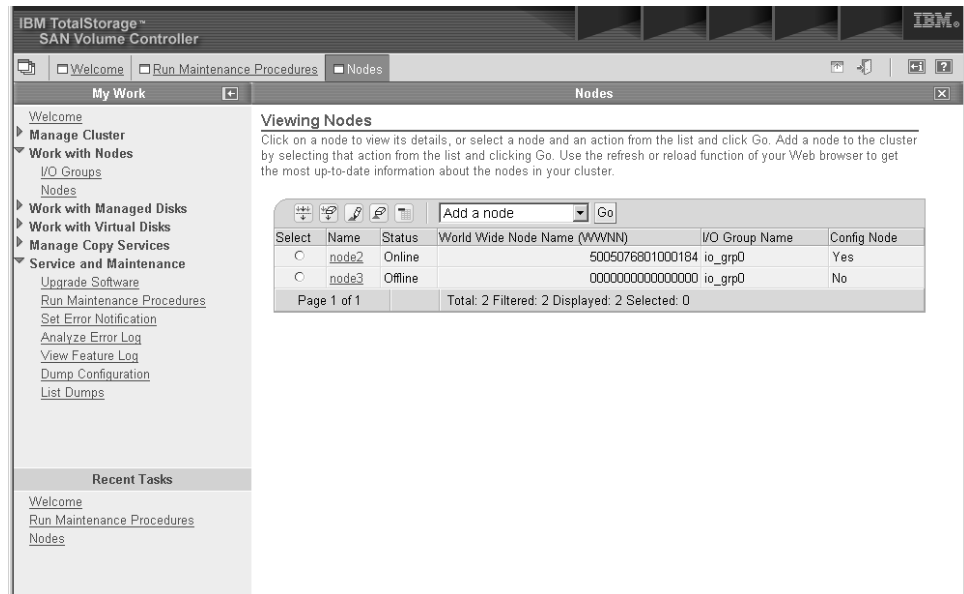 IBM TotalStorage™
SAN Volume Controller
IBM®
Welcome
Run Maintenance Procedures
Nodes
?
My Work
Nodes
Welcome
Manage Cluster
Work with Nodes
I/O Groups
Nodes
Work with Managed Disks
Work with Virtual Disks
Manage Copy Services
Service and Maintenance
Upgrade Software
Run Maintenance Procedures
Set Error Notification
Analyze Error Log
View Feature Log
Dump Configuration
List Dumps
Recent Tasks
Welcome
Run Maintenance Procedures
Nodes
Viewing Nodes
Click on a node to view its details, or select a node and an action from the list and click Go. Add a node to the cluster
by selecting that action from the list and clicking Go. Use the refresh or reload function of your Web browser to get
the most up-to-date information about the nodes in your cluster.
Add a node Go
Select Name Status World Wide Node Name (WWNN) I/O Group Name Config Node
node2 Online 5005076801000184 io_grp0 Yes
node3 Offline 0000000000000000 io_grp0 No
Page 1 of 1 Total: 2 Filtered: 2 Displayed: 2 Selected: 0